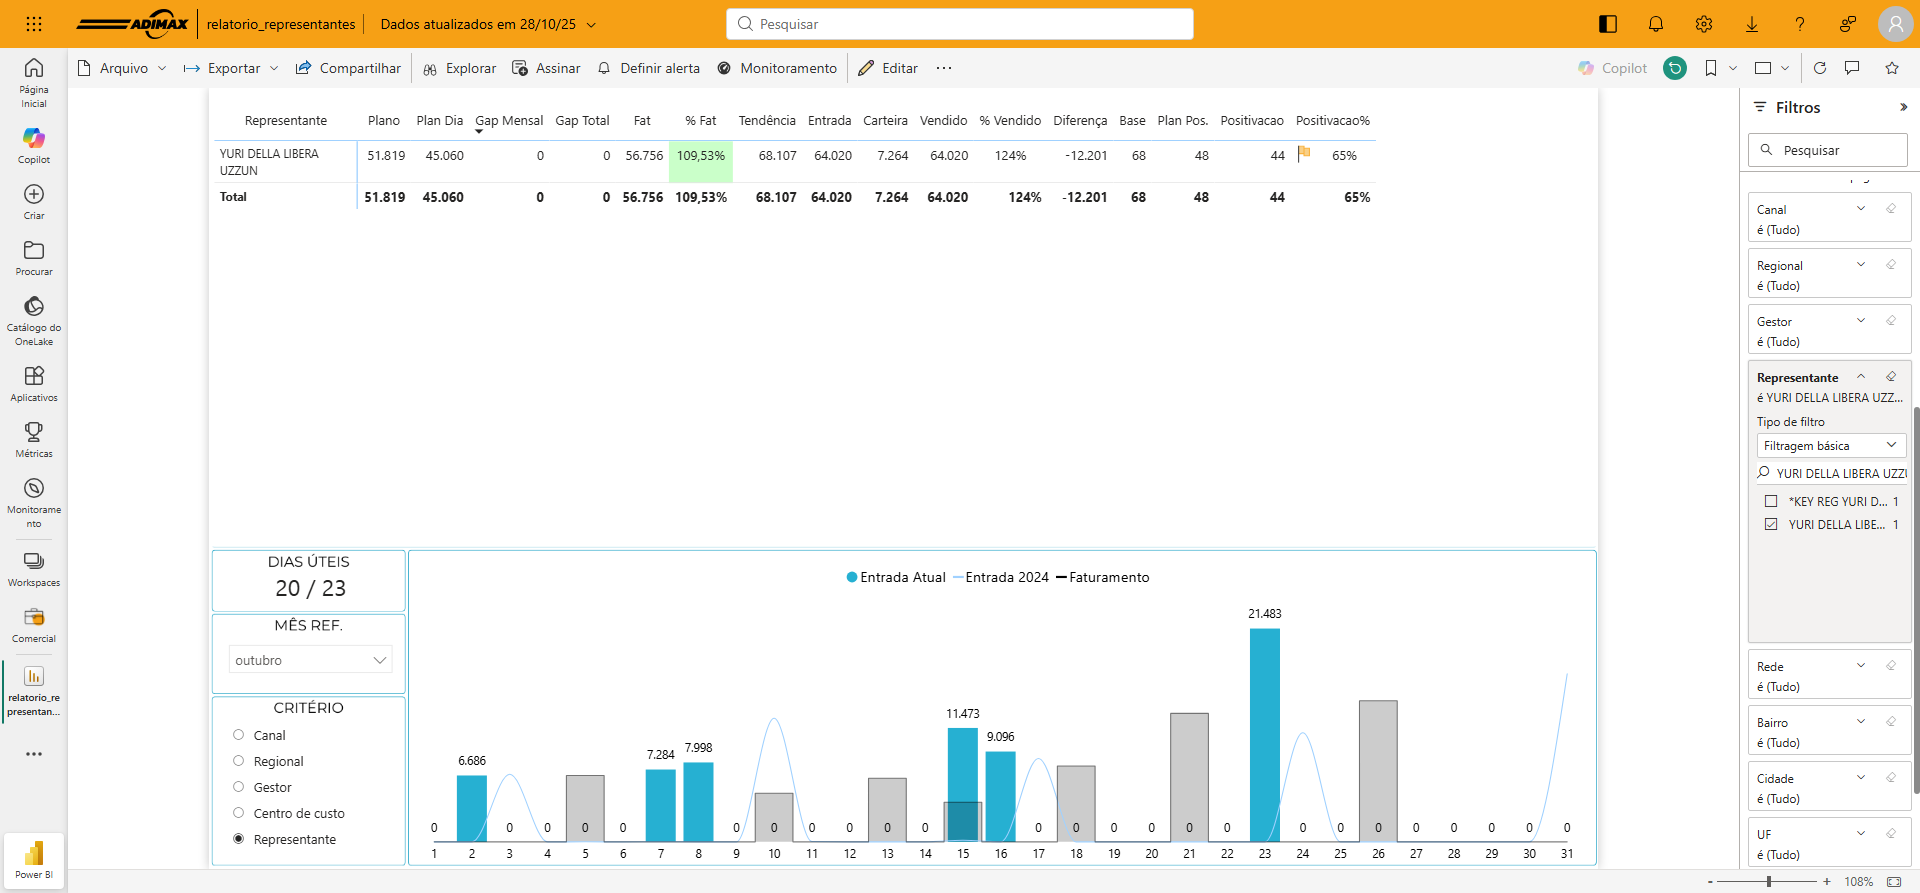 ADIMAX
relatorio_representantes
Dados atualizados em 28/10/25
Pesquisar
Arquivo
Exportar
Compartilhar
Explorar
Assinar
Definir alerta
Monitoramento
Editar
Copilot
Página Inicial
Copilot
Criar
Procurar
Catálogo do OneLake
Aplicativos
Métricas
Monitorame nto
Workspaces
Comercial
relatorio_re presentan...
Power BI
Representante Plano Plan Dia Gap Mensal Gap Total Fat % Fat Tendência Entrada Carteira Vendido % Vendido Diferença Base Plan Pos. Positivacao Positivacao%
YURI DELLA LIBERA UZZUN 51.819 45.060 0 0 56.756 109,53% 68.107 64.020 7.264 64.020 124% -12.201 68 48 44 65%
Total 51.819 45.060 0 0 56.756 109,53% 68.107 64.020 7.264 64.020 124% -12.201 68 48 44 65%
DIAS ÚTEIS
20 / 23
MÊS REF.
outubro
CRITÉRIO
Canal
Regional
Gestor
Centro de custo
Representante
Entrada Atual Entrada 2024 Faturamento
21.483
11.473
9.096
7.998
7.284
6.686
0 0 0 0 0 0 0 0 0 0 0 0 0 0 0 0 0 0 0 0 0 0 0 0 0
1 2 3 4 5 6 7 8 9 10 11 12 13 14 15 16 17 18 19 20 21 22 23 24 25 26 27 28 29 30 31
Filtros
Pesquisar
Canal
é (Tudo)
Regional
é (Tudo)
Gestor
é (Tudo)
Representante
é YURI DELLA LIBERA UZZ...
Tipo de filtro
Filtragem básica
YURI DELLA LIBERA UZZU
*KEY REG YURI D... 1
YURI DELLA LIBE... 1
Rede
é (Tudo)
Bairro
é (Tudo)
Cidade
é (Tudo)
UF
é (Tudo)
- + 108%